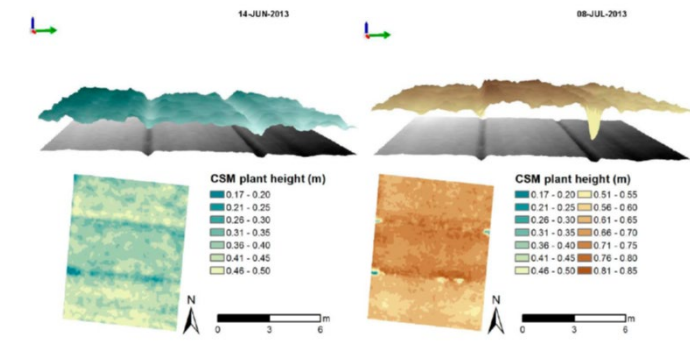 14-JUN-2013
08-JUL-2013
CSM plant height (m)
0.17 - 0.20
0.21 - 0.25
0.26 - 0.30
0.31 - 0.35
0.36 - 0.40
0.41 - 0.45
0.46 - 0.50
N
0 3 6
m
CSM plant height (m)
0.17 - 0.20 0.51 - 0.55
0.21 - 0.25 0.56 - 0.60
0.26 - 0.30 0.61 - 0.65
0.31 - 0.35 0.66 - 0.70
0.36 - 0.40 0.71 - 0.75
0.41 - 0.45 0.76 - 0.80
0.46 - 0.50 0.81 - 0.85
N
0 3 6
m